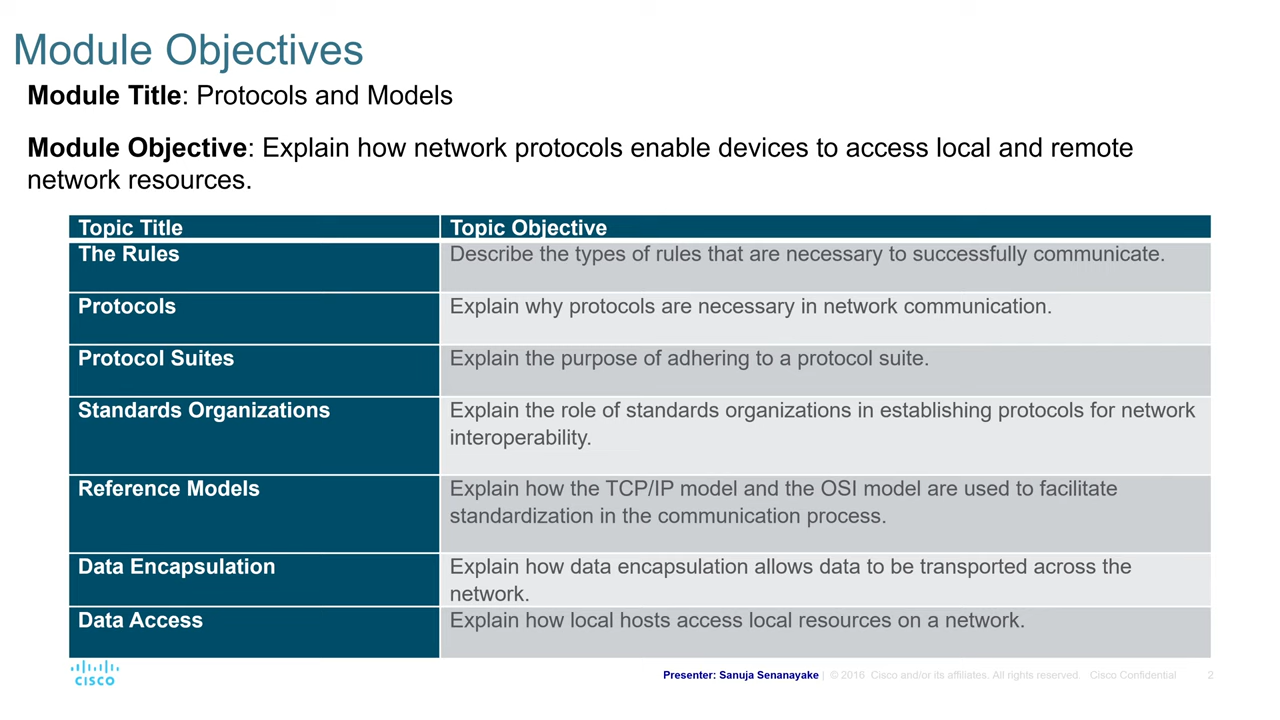 Module Objectives
Module Title: Protocols and Models
Module Objective: Explain how network protocols enable devices to access local and remote
network resources.
Topic Title Topic Objective
The Rules Describe the types of rules that are necessary to successfully communicate.
Protocols Explain why protocols are necessary in network communication.
Protocol Suites Explain the purpose of adhering to a protocol suite.
Standards Organizations Explain the role of standards organizations in establishing protocols for network
interoperability.
Reference Models Explain how the TCP/IP model and the OSI model are used to facilitate
standardization in the communication process.
Data Encapsulation Explain how data encapsulation allows data to be transported across the
network.
Data Access Explain how local hosts access local resources on a network.
CISCO
Presenter: Sanuja Senanayake | © 2016 Cisco and/or its affiliates. All rights reserved. Cisco Confidential 2